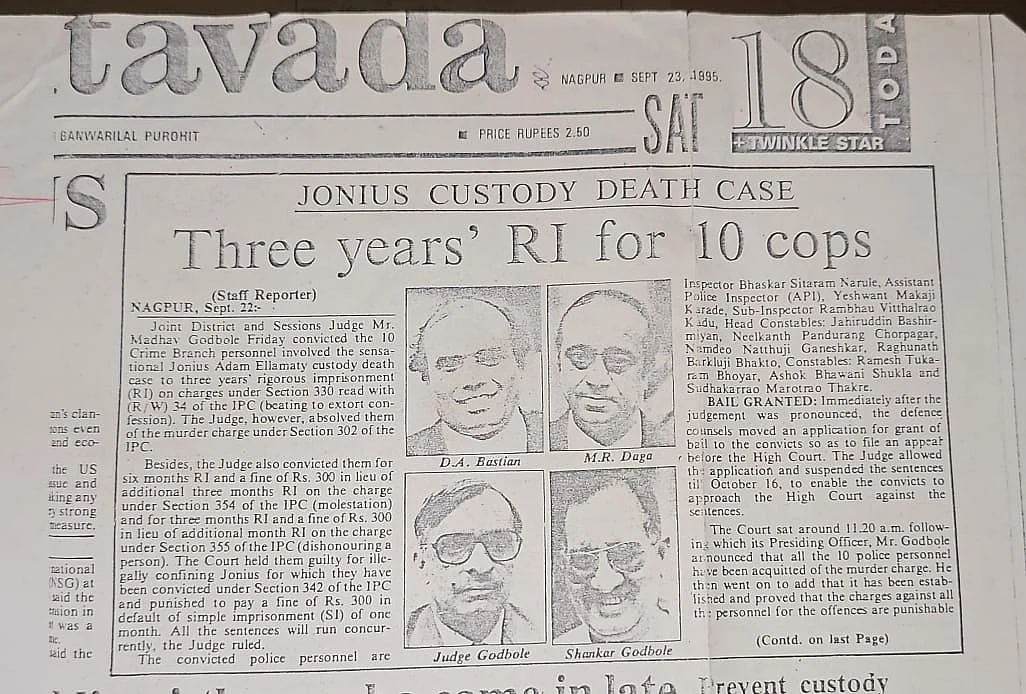 tavada
NAGPUR ■ SEPT 23, 1995.
SAT
18
TODA
+TWINKLE STAR
BANWARILAL PUROHIT
■ PRICE RUPEES 2.50
'S
JONIUS CUSTODY DEATH CASE
Three years' RI for 10 cops
(Staff Reporter)
NAGPUR, Sept. 22:-
Joint District and Sessions Judge Mr.
Madhav Godbole Friday convicted the 10
Crime Branch personnel involved the sensa-
tional Jonius Adam Ellamaty custody death
case to three years' rigorous imprisonment
(RI) on charges under Section 330 read with
(R/W) 34 of the IPC (beating to extort con-
fession). The Judge, however, absolved them
of the murder charge under Section 302 of the
IPC.
Besides, the Judge also convicted them for
six months RI and a fine of Rs. 300 in lieu of
additional three months RI on the charge
under Section 354 of the IPC (molestation)
and for three months RI and a fine of Rs. 300
in lieu of additional month RI on the charge
under Section 355 of the IPC (dishonouring a
person). The Court held them guilty for ille-
gally confining Jonius for which they have
been convicted under Section 342 of the IPC
and punished to pay a fine of Rs. 300 in
default of simple imprisonment (SI) of one
month. All the sentences will run concur-
rently, the Judge ruled.
The convicted police personnel are
D.A. Bastian
M.R. Daga
Judge Godbole
Shankar Godbole
Inspector Bhaskar Sitaram Narule, Assistant
Police Inspector (API), Yeshwant Makaji
Karade, Sub-Inspector Rambhau Vitthalrao
Kadu, Head Constables: Jahiruddin Bashir-
miyan, Neelkanth Pandurang Chorpagar,
Namdeo Natthuji Ganeshkar, Raghunath
Barkluji Bhakto, Constables: Ramesh Tuka-
ram Bhoyar, Ashok Bhawani Shukla and
Sudhakarrao Marotrao Thakre.
BAIL GRANTED: Immediately after the
judgement was pronounced, the defence
counsels moved an application for grant of
bail to the convicts so as to file an appeal
before the High Court. The Judge allowed
the application and suspended the sentences
till October 16, to enable the convicts to
approach the High Court against the
sentences.
The Court sat around 11.20 a.m. follow-
ing which its Presiding Officer, Mr. Godbole
announced that all the 10 police personnel
have been acquitted of the murder charge. He
then went on to add that it has been estab-
lished and proved that the charges against all
the personnel for the offences are punishable
(Contd. on last Page)
an's clan-
ons even
and eco-
the US
sue and
king any
strong
measure.
national
(NSG) at
said the
sion in
was a
said the
Prevent custody